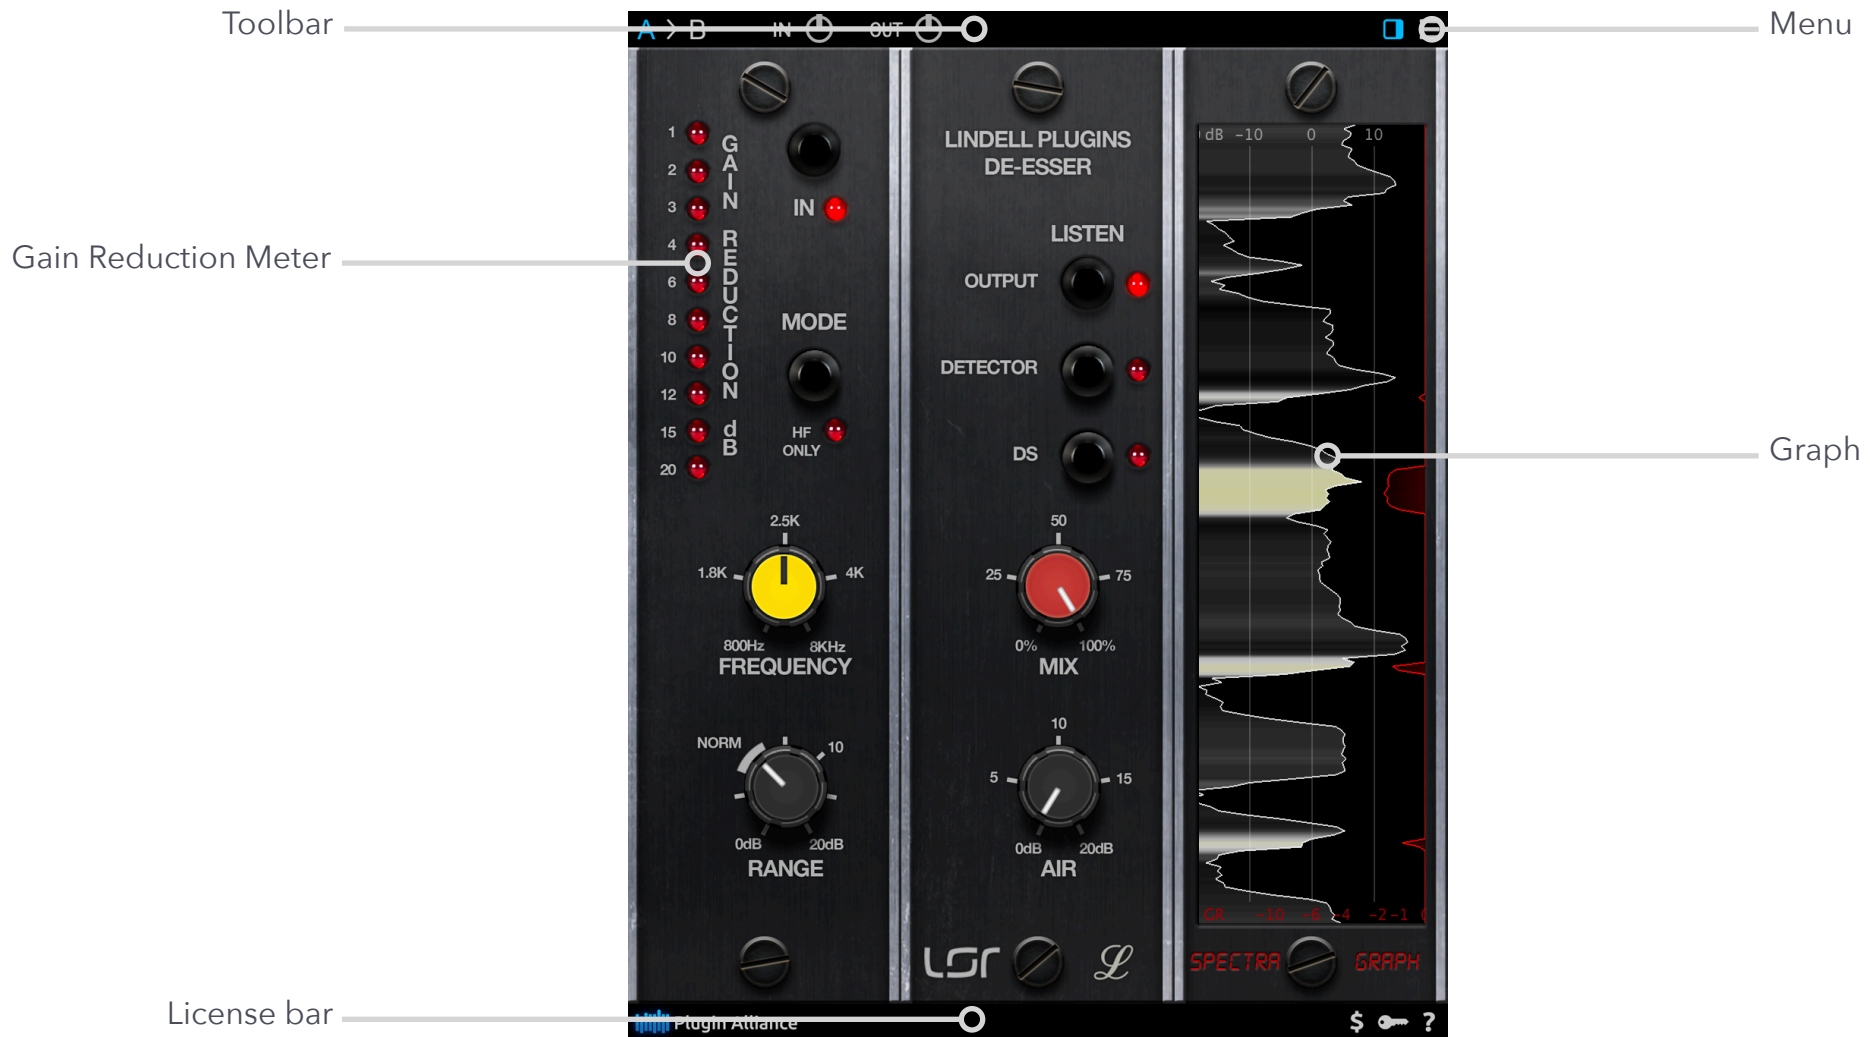 Toolbar
A > B
IN
OUT
Menu
1
2
3
4
6
8
10
12
15
20
GAIN REDUCTION dB
IN
MODE
HF
ONLY
Gain Reduction Meter
LINDELL PLUGINS
DE-ESSER
LISTEN
OUTPUT
DETECTOR
DS
dB -10 0 10
Graph
2.5K
1.8K
4K
800Hz
8KHz
FREQUENCY
50
25
75
0%
100%
MIX
NORM
10
0dB
20dB
RANGE
10
5
15
0dB
20dB
AIR
GR -10 -6 -4 -2 -1
LSR
L
SPECTRA GRAPH
License bar
Plugin Alliance
$ ?